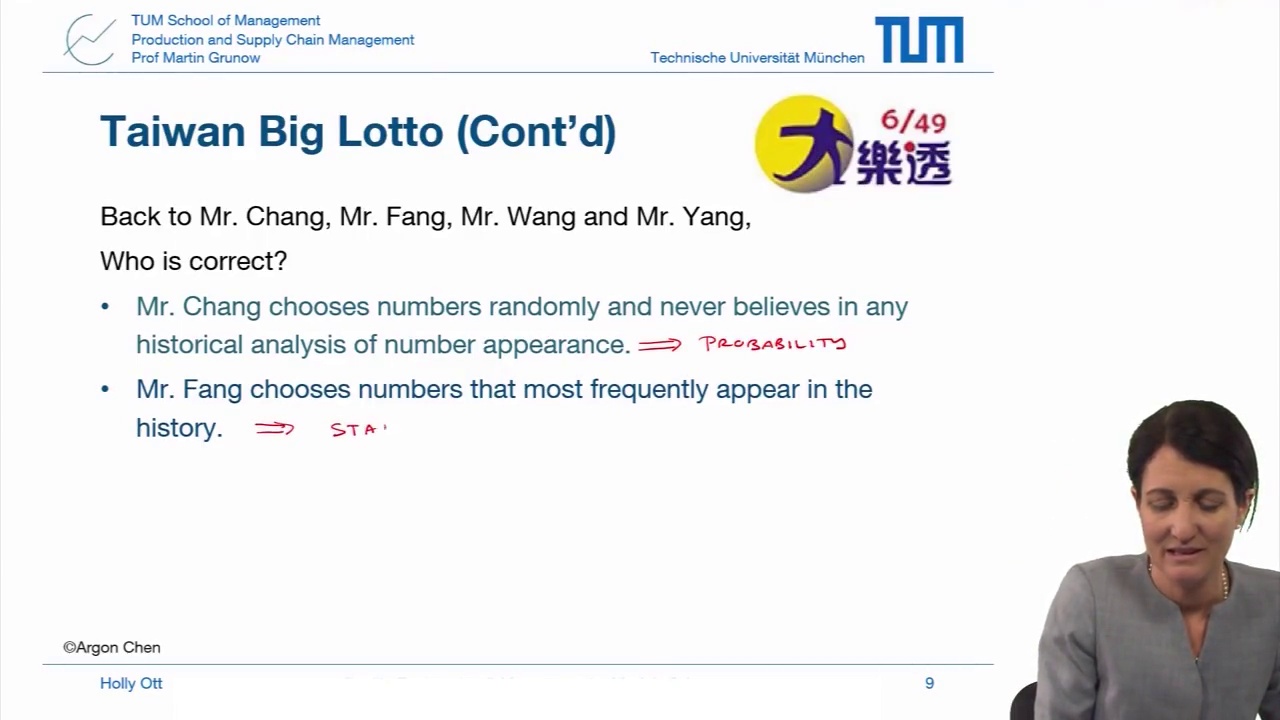 TUM School of Management
Production and Supply Chain Management
Prof Martin Grunow
Technische Universität München
TUM
Taiwan Big Lotto (Cont'd)
6/49
大樂透
Back to Mr. Chang, Mr. Fang, Mr. Wang and Mr. Yang,
Who is correct?
• Mr. Chang chooses numbers randomly and never believes in any
historical analysis of number appearance. ⇒ PROBABILITY
• Mr. Fang chooses numbers that most frequently appear in the
history. ⇒ STA
©Argon Chen
Holly Ott
9